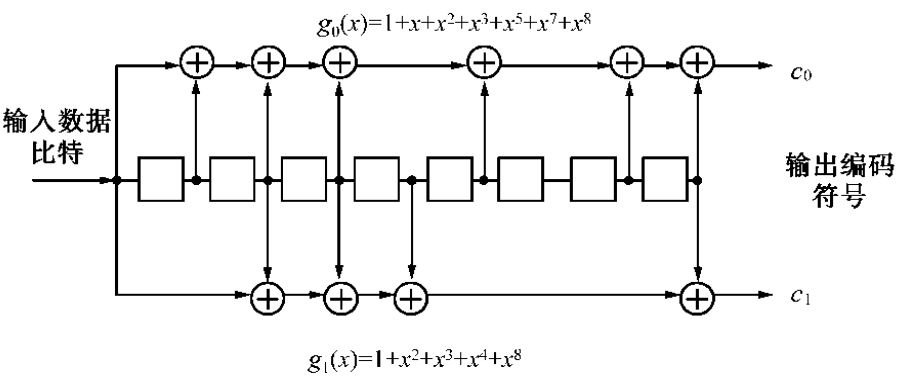 g₀(x)=1+x+x²+x³+x⁵+x⁷+x⁸
c₀
输入数据
比特
输出编码
符号
c₁
g₁(x)=1+x²+x³+x⁴+x⁸